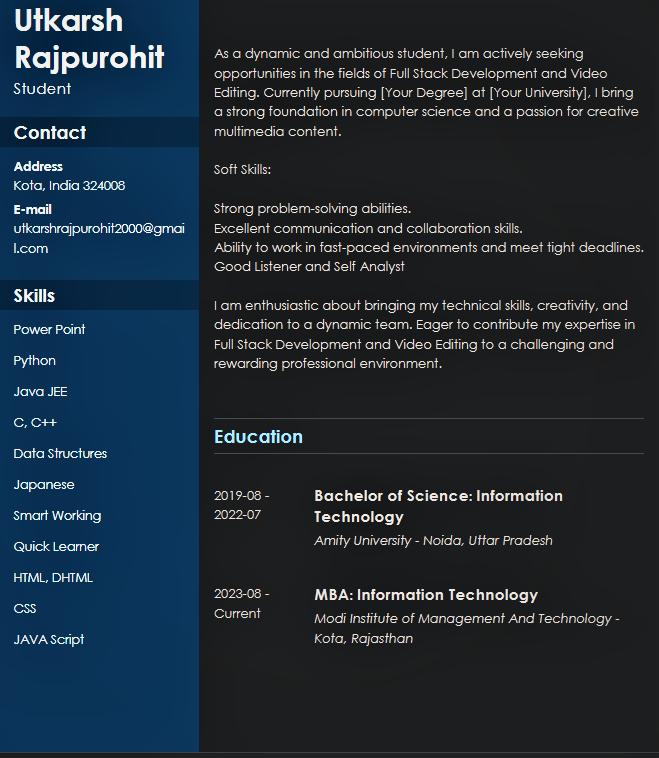 Utkarsh
Rajpurohit
Student
Contact
Address
Kota, India 324008
E-mail
utkarshrajpurohit2000@gmai
l.com
Skills
Power Point
Python
Java JEE
C, C++
Data Structures
Japanese
Smart Working
Quick Learner
HTML, DHTML
CSS
JAVA Script
As a dynamic and ambitious student, I am actively seeking
opportunities in the fields of Full Stack Development and Video
Editing. Currently pursuing [Your Degree] at [Your University], I bring
a strong foundation in computer science and a passion for creative
multimedia content.
Soft Skills:
Strong problem-solving abilities.
Excellent communication and collaboration skills.
Ability to work in fast-paced environments and meet tight deadlines.
Good Listener and Self Analyst
I am enthusiastic about bringing my technical skills, creativity, and
dedication to a dynamic team. Eager to contribute my expertise in
Full Stack Development and Video Editing to a challenging and
rewarding professional environment.
Education
2019-08 -
2022-07
Bachelor of Science: Information
Technology
Amity University - Noida, Uttar Pradesh
2023-08 -
Current
MBA: Information Technology
Modi Institute of Management And Technology -
Kota, Rajasthan